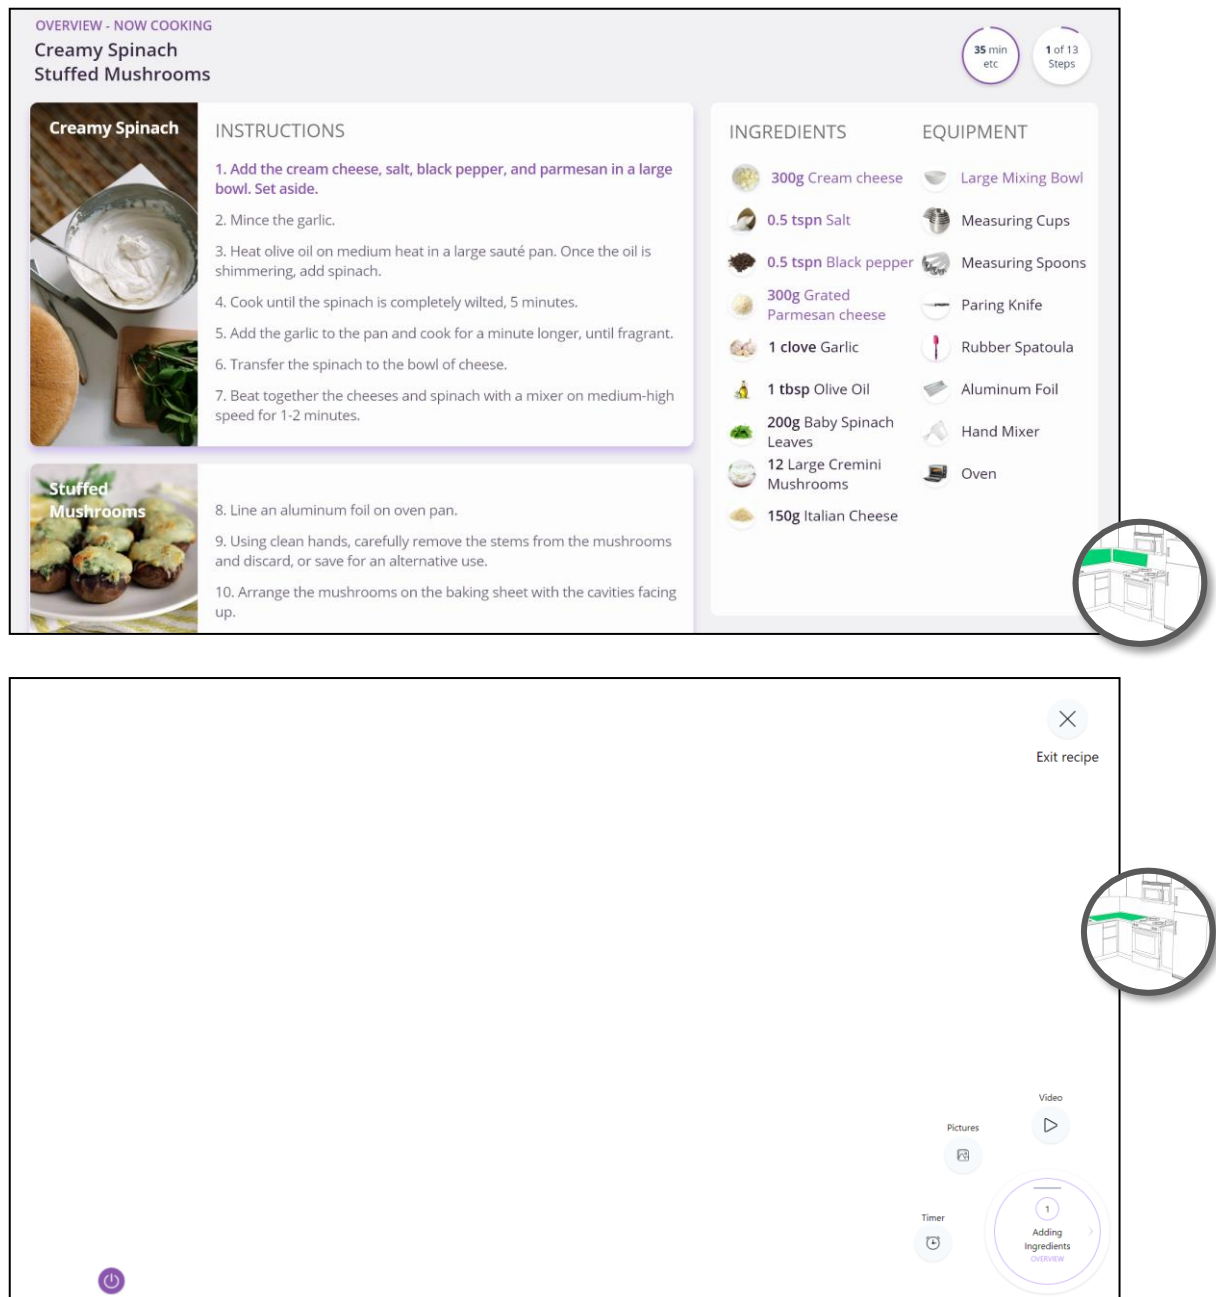 OVERVIEW - NOW COOKING
Creamy Spinach
Stuffed Mushrooms
35 min
etc
1 of 13
Steps
Creamy Spinach
INSTRUCTIONS
1. Add the cream cheese, salt, black pepper, and parmesan in a large
bowl. Set aside.
2. Mince the garlic.
3. Heat olive oil on medium heat in a large sauté pan. Once the oil is
shimmering, add spinach.
4. Cook until the spinach is completely wilted, 5 minutes.
5. Add the garlic to the pan and cook for a minute longer, until fragrant.
6. Transfer the spinach to the bowl of cheese.
7. Beat together the cheeses and spinach with a mixer on medium-high
speed for 1-2 minutes.
Stuffed
Mushrooms
8. Line an aluminum foil on oven pan.
9. Using clean hands, carefully remove the stems from the mushrooms
and discard, or save for an alternative use.
10. Arrange the mushrooms on the baking sheet with the cavities facing
up.
INGREDIENTS
300g Cream cheese
0.5 tspn Salt
0.5 tspn Black pepper
300g Grated
Parmesan cheese
1 clove Garlic
1 tbsp Olive Oil
200g Baby Spinach
Leaves
12 Large Cremini
Mushrooms
150g Italian Cheese
EQUIPMENT
Large Mixing Bowl
Measuring Cups
Measuring Spoons
Paring Knife
Rubber Spatoula
Aluminum Foil
Hand Mixer
Oven
Exit recipe
Video
Pictures
Timer
1
Adding
Ingredients
OVERVIEW